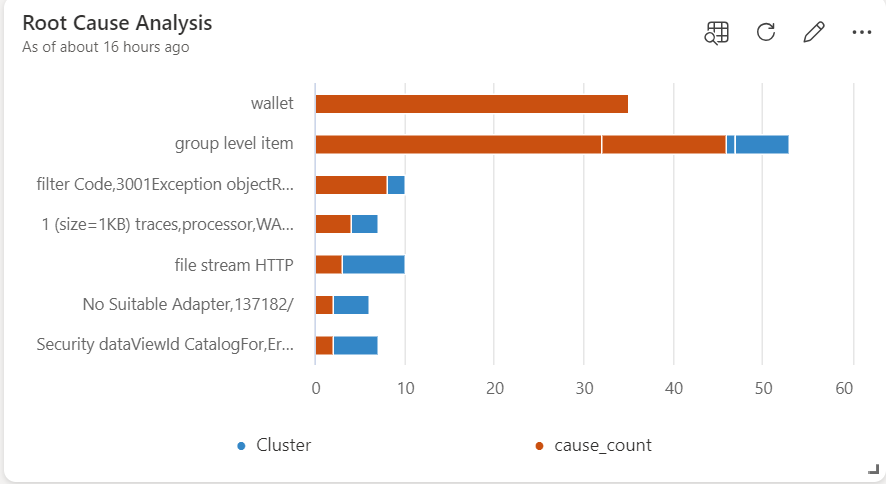 Root Cause Analysis
As of about 16 hours ago
wallet
group level item
filter Code,3001Exception objectR...
1 (size=1KB) traces,processor,WA...
file stream HTTP
No Suitable Adapter,137182/
Security dataViewId CatalogFor,Er...
0 10 20 30 40 50 60
Cluster cause_count